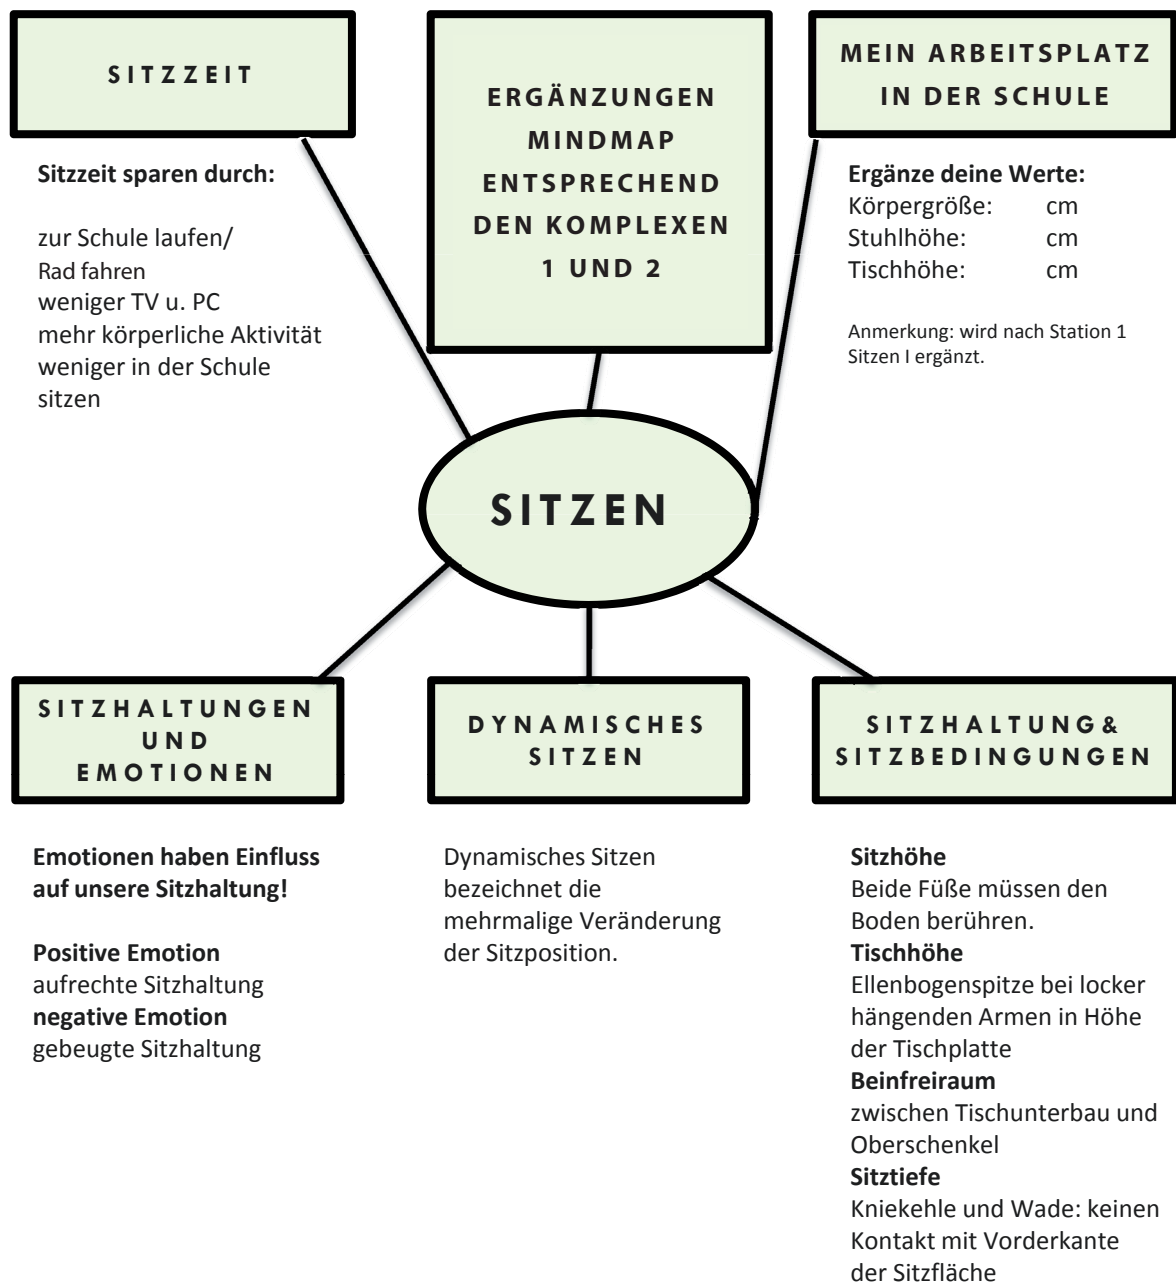 SITZZEIT
Sitzzeit sparen durch:
zur Schule laufen/
Rad fahren
weniger TV u. PC
mehr körperliche Aktivität
weniger in der Schule
sitzen
ERGÄNZUNGEN
MINDMAP
ENTSPRECHEND
DEN KOMPLEXEN
1 UND 2
MEIN ARBEITSPLATZ
IN DER SCHULE
Ergänze deine Werte:
Körpergröße: cm
Stuhlhöhe: cm
Tischhöhe: cm
Anmerkung: wird nach Station 1
Sitzen I ergänzt.
SITZEN
SITZHALTUNGEN
UND
EMOTIONEN
Emotionen haben Einfluss
auf unsere Sitzhaltung!
Positive Emotion
aufrechte Sitzhaltung
negative Emotion
gebeugte Sitzhaltung
DYNAMISCHES
SITZEN
Dynamisches Sitzen
bezeichnet die
mehrmalige Veränderung
der Sitzposition.
SITZHALTUNG&
SITZBEDINGUNGEN
Sitzhöhe
Beide Füße müssen den
Boden berühren.
Tischhöhe
Ellenbogenspitze bei locker
hängenden Armen in Höhe
der Tischplatte
Beinfreiraum
zwischen Tischunterbau und
Oberschenkel
Sitztiefe
Kniekehle und Wade: keinen
Kontakt mit Vorderkante
der Sitzfläche